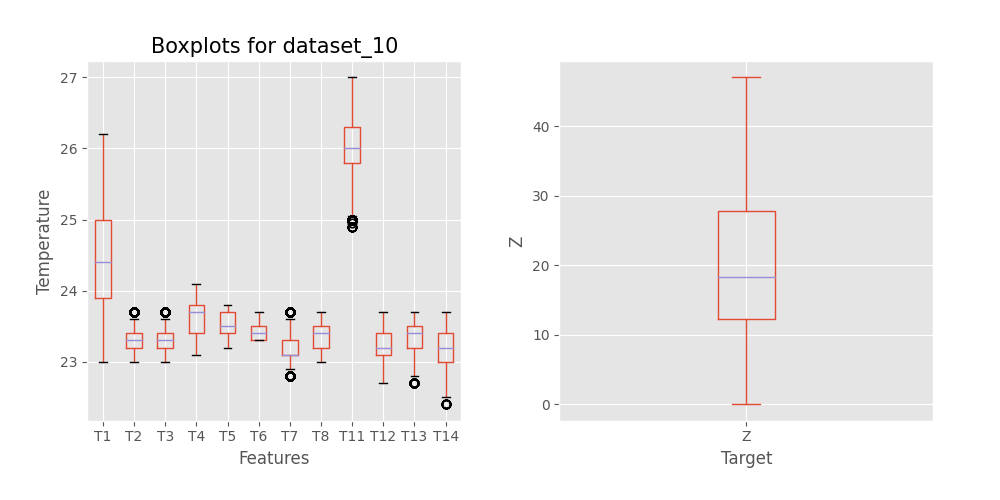 Boxplots for dataset_10
Temperature
27
26
25
24
23
T1 T2 T3 T4 T5 T6 T7 T8 T11 T12 T13 T14
Features
Z
40
30
20
10
0
Z
Target